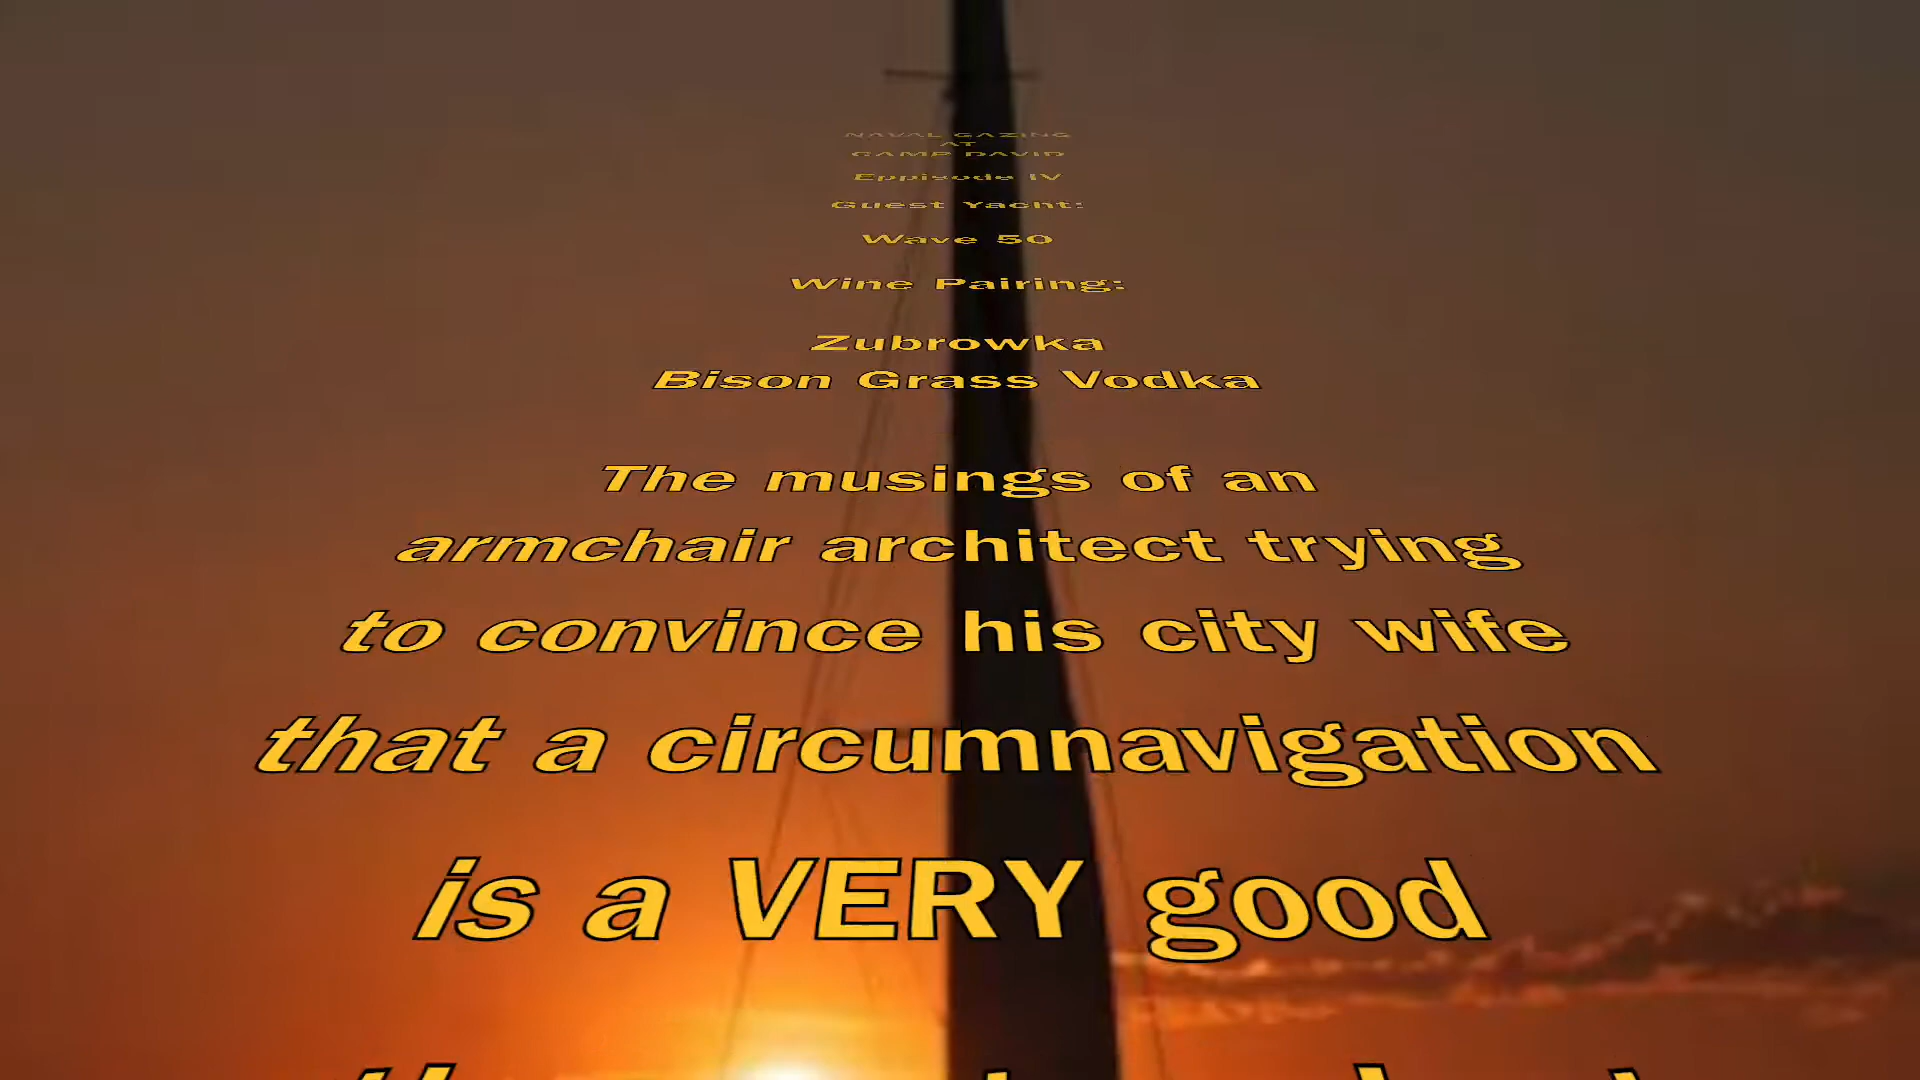 NAVAL GAZING
AT
CAMP DAVID
Eppisode IV
Guest Yacht:
Wave 50
Wine Pairing:
Zubrowka
Bison Grass Vodka
The musings of an
armchair architect trying
to convince his city wife
that a circumnavigation
is a VERY good